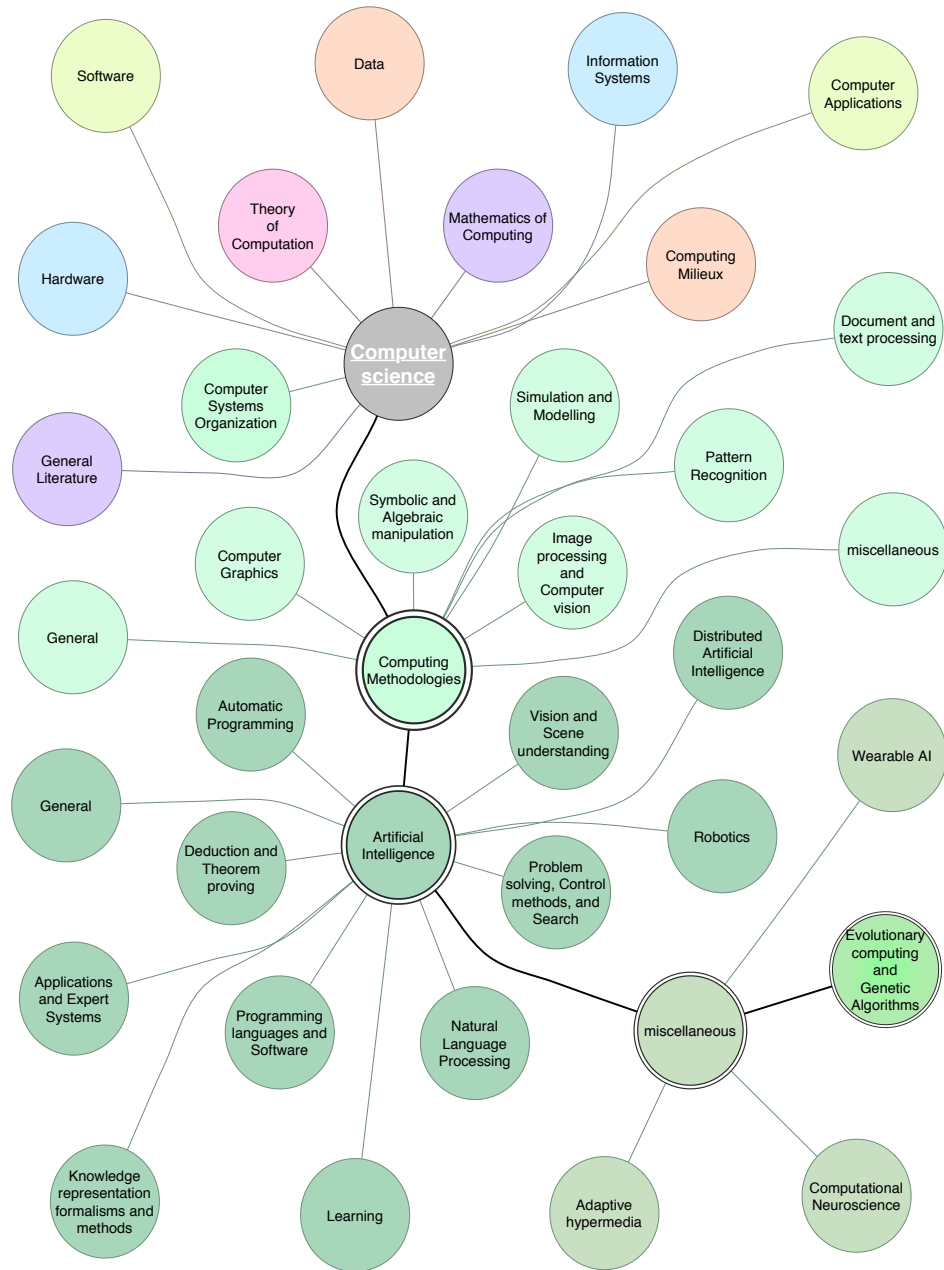 Software
Data
Information
Systems
Computer
Applications
Theory
of
Computation
Mathematics of
Computing
Hardware
Computing
Milieux
Document and
text processing
Computer
science
Computer
Systems
Organization
Simulation and
Modelling
General
Literature
Pattern
Recognition
Symbolic and
Algebraic
manipulation
Computer
Graphics
Image
processing and
Computer
vision
miscellaneous
General
Computing
Methodologies
Distributed
Artificial
Intelligence
Automatic
Programming
Vision and
Scene
understanding
Wearable AI
General
Artificial
Intelligence
Robotics
Deduction and
Theorem
proving
Problem
solving, Control
methods, and
Search
Evolutionary
computing
and
Genetic
Algorithms
Applications
and Expert
Systems
Programming
languages and
Software
Natural
Language
Processing
miscellaneous
Knowledge
representation
formalisms and
methods
Learning
Adaptive
hypermedia
Computational
Neuroscience